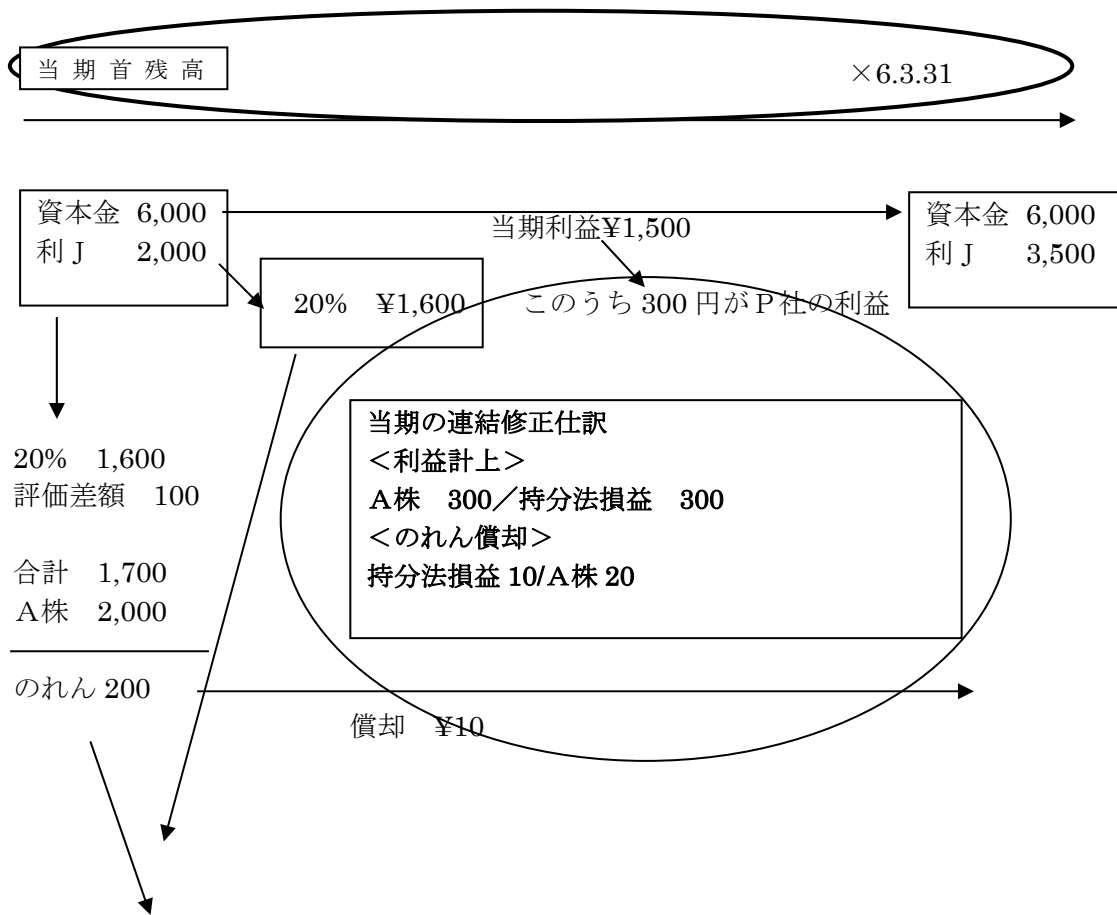 当期首残高
×6.3.31
資本金 6,000
利J 2,000
当期利益¥1,500
資本金 6,000
利J 3,500
20% ¥1,600
このうち 300 円がP社の利益
当期の連結修正仕訳
<利益計上>
A株 300/持分法損益 300
<のれん償却>
持分法損益 10/A株 20
20% 1,600
評価差額 100
合計 1,700
A株 2,000
のれん 200
償却 ¥10